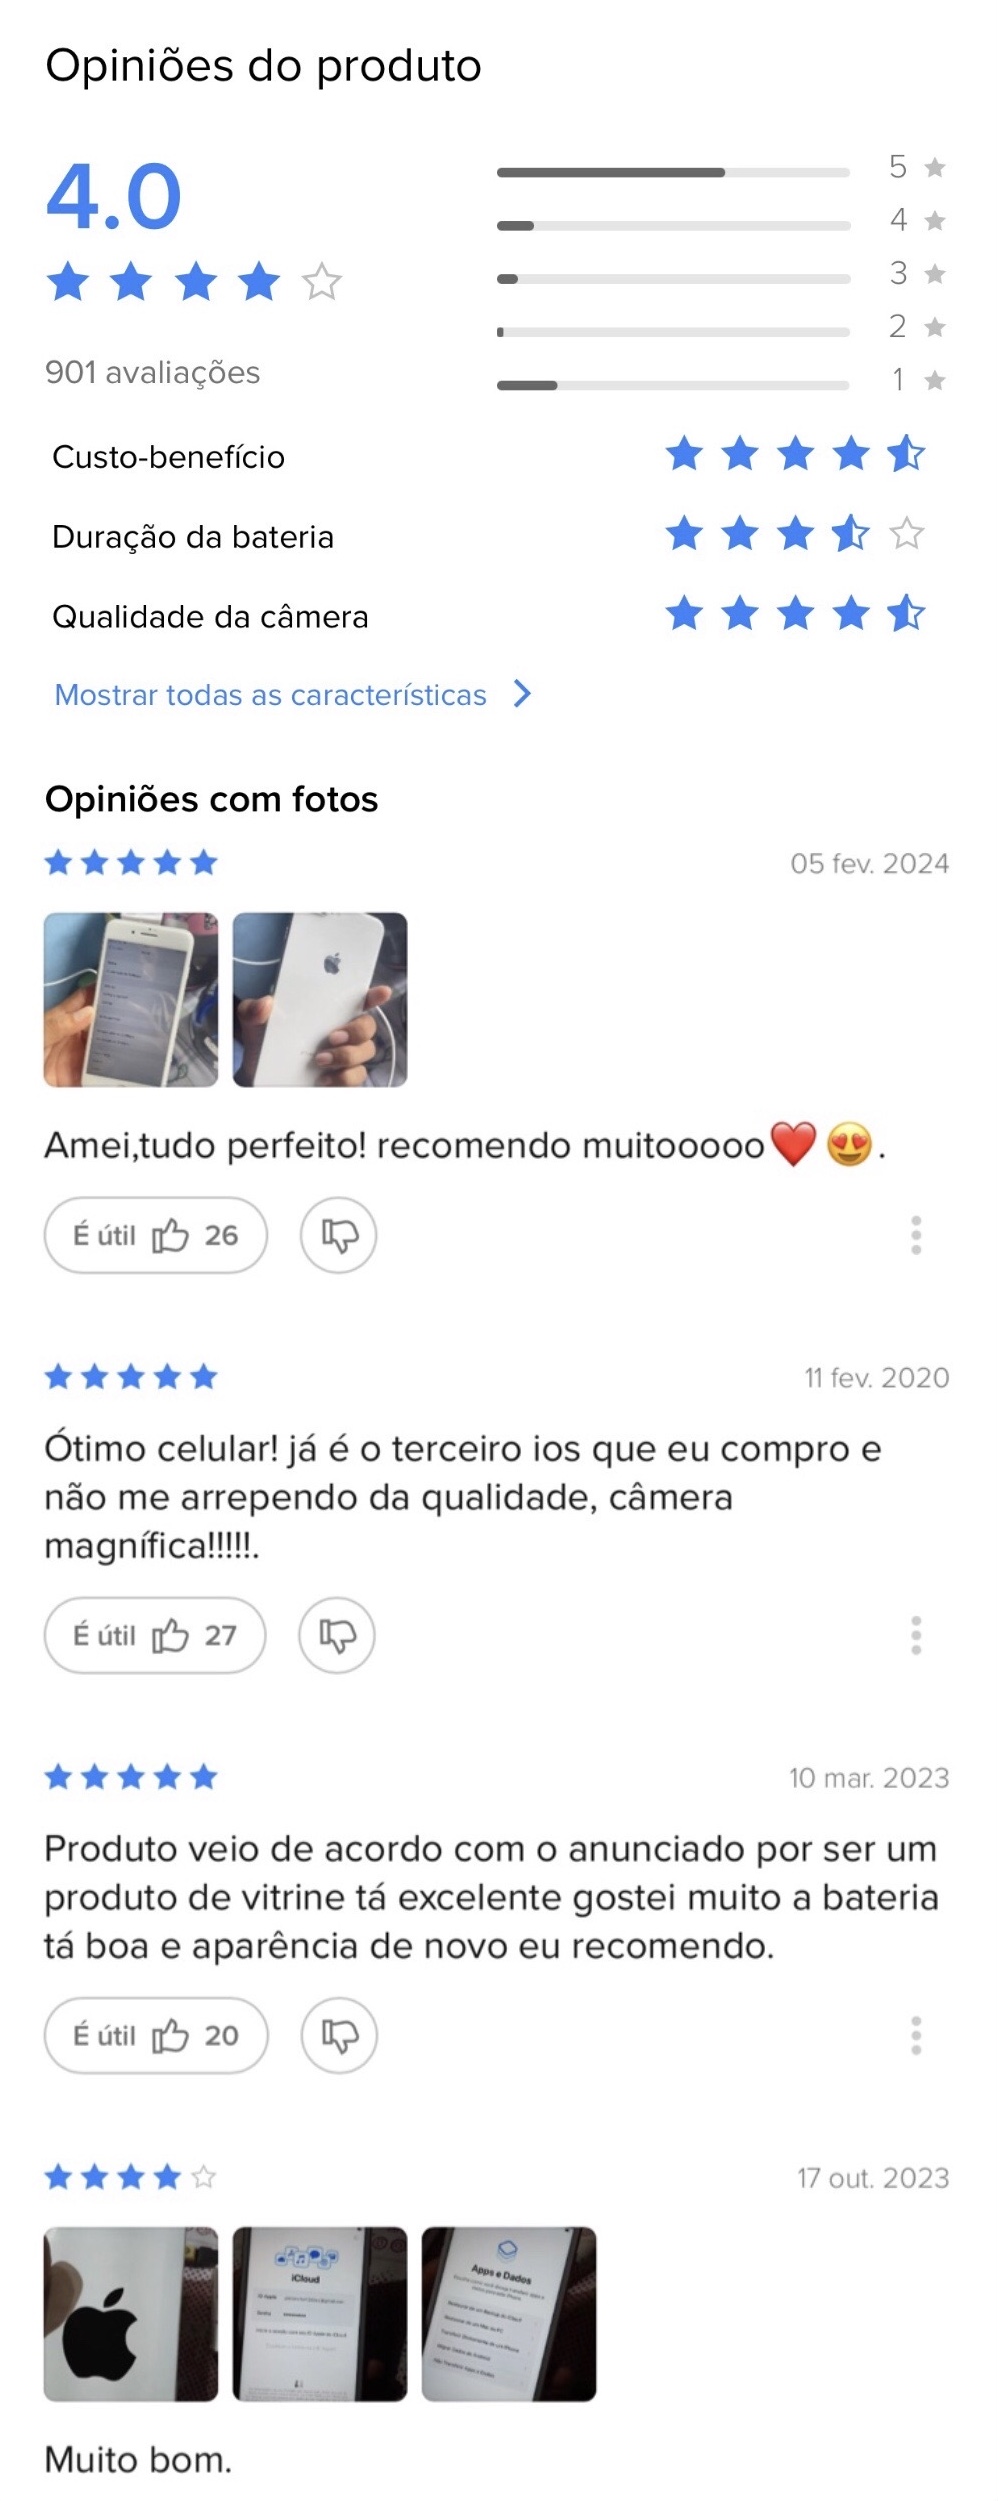 Opiniões do produto
4.0
901 avaliações
5
4
3
2
1
Custo-benefício
Duração da bateria
Qualidade da câmera
Mostrar todas as características
Opiniões com fotos
05 fev. 2024
Amei,tudo perfeito! recomendo muitooooo❤️😍.
É útil 26
11 fev. 2020
Ótimo celular! já é o terceiro ios que eu compro e
não me arrependo da qualidade, câmera
magnífica!!!!!.
É útil 27
10 mar. 2023
Produto veio de acordo com o anunciado por ser um
produto de vitrine tá excelente gostei muito a bateria
tá boa e aparência de novo eu recomendo.
É útil 20
17 out. 2023
iCloud
Apps e Dados
Muito bom.